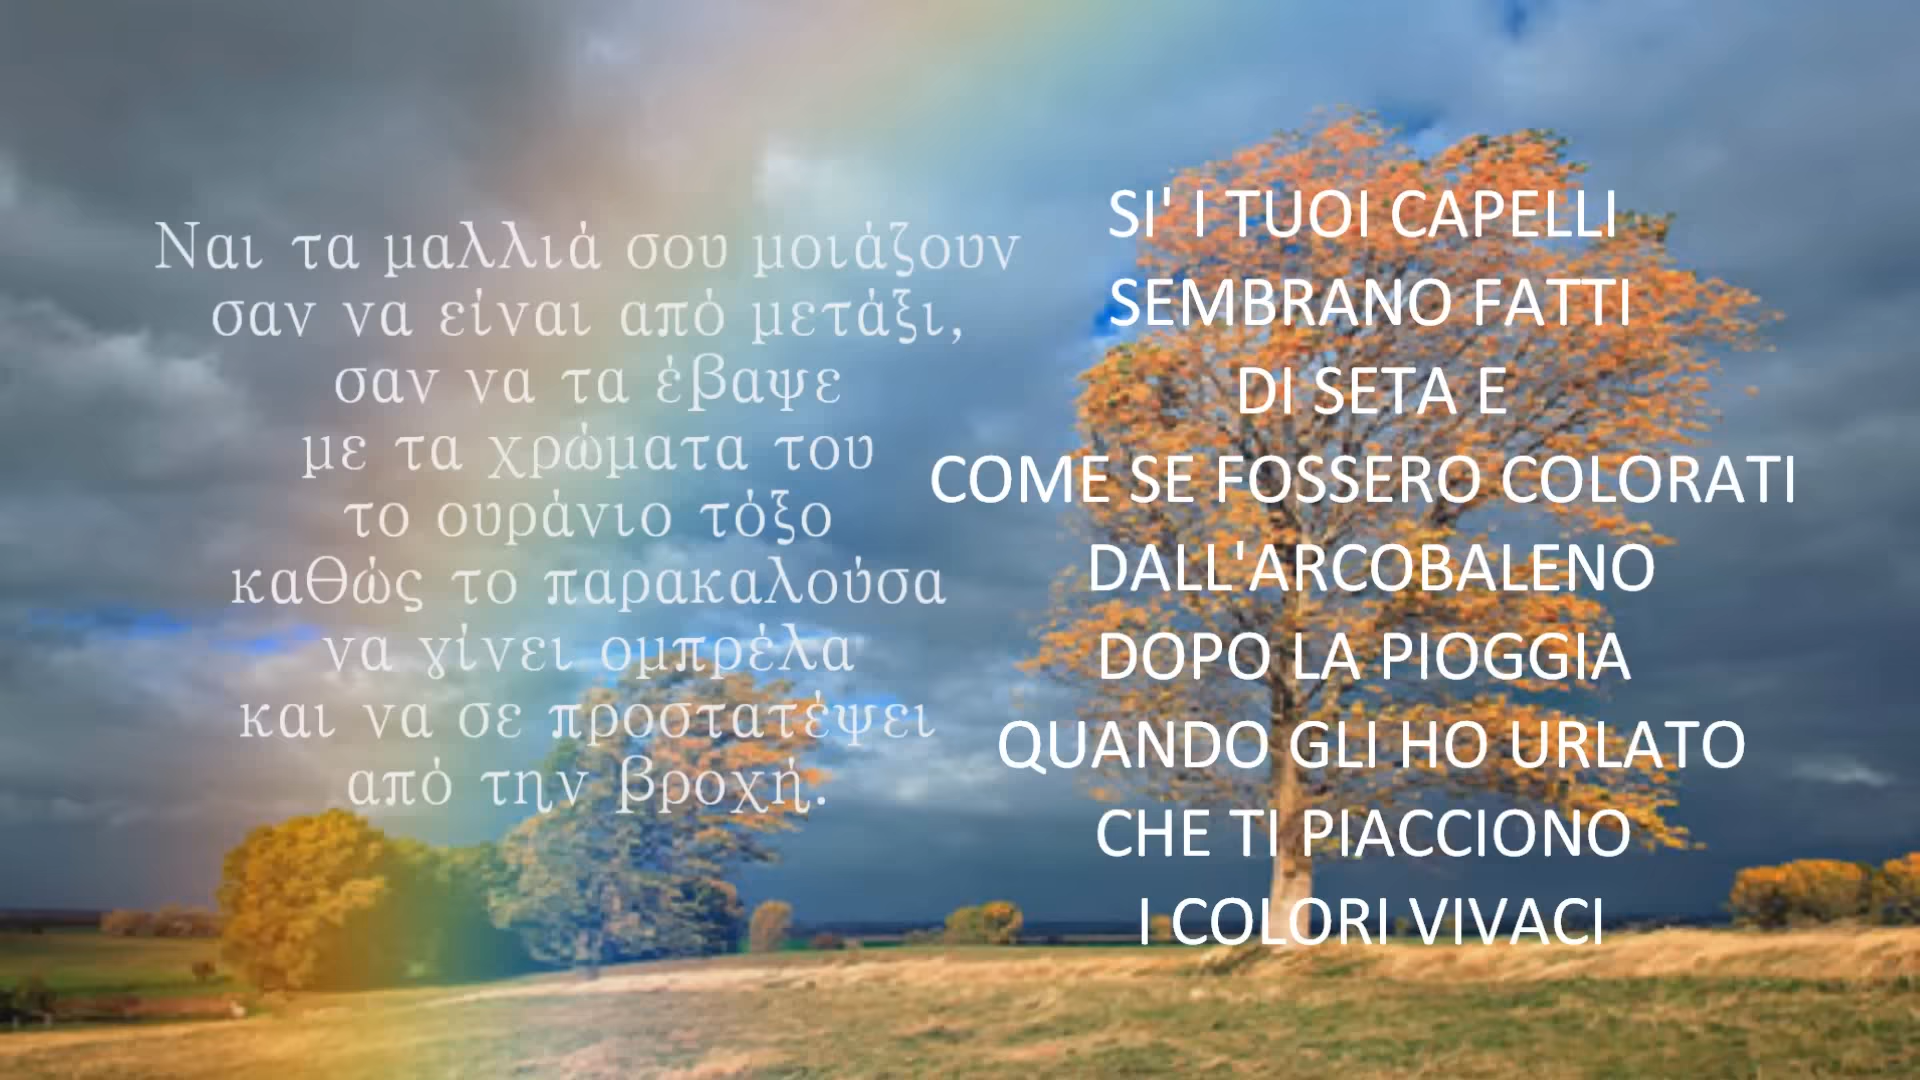 Ναι τα μαλλιά σου μοιάζουν
σαν να είναι από μετάξι,
σαν να τα έβαψε
με τα χρώματα του
το ουράνιο τόξο
καθώς το παρακαλούσα
να γίνει ομπρέλα
και να σε προστατέψει
από την βροχή.
SI' I TUOI CAPELLI
SEMBRANO FATTI
DI SETA E
COME SE FOSSERO COLORATI
DALL'ARCOBALENO
DOPO LA PIOGGIA
QUANDO GLI HO URLATO
CHE TI PIACCIONO
I COLORI VIVACI